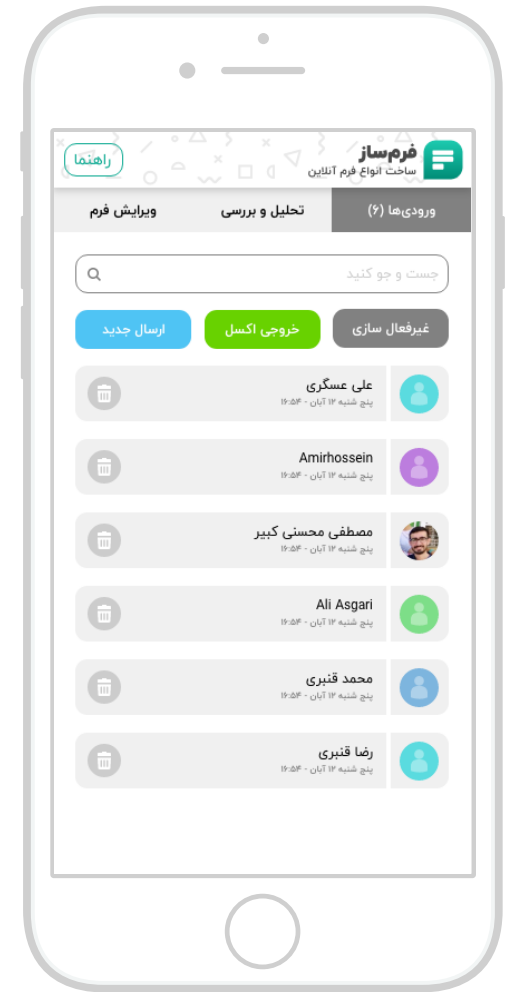 فرم‌ساز
ساخت انواع فرم آنلاین
راهنما
ورودی‌ها (۶)
تحلیل و بررسی
ویرایش فرم
جست و جو کنید
غیرفعال سازی
خروجی اکسل
ارسال جدید
علی عسگری
پنج شنبه ۱۲ آبان - ۱۶:۵۴
Amirhossein
پنج شنبه ۱۲ آبان - ۱۶:۵۴
مصطفی محسنی کبیر
پنج شنبه ۱۲ آبان - ۱۶:۵۴
Ali Asgari
پنج شنبه ۱۲ آبان - ۱۶:۵۴
محمد قنبری
پنج شنبه ۱۲ آبان - ۱۶:۵۴
رضا قنبری
پنج شنبه ۱۲ آبان - ۱۶:۵۴